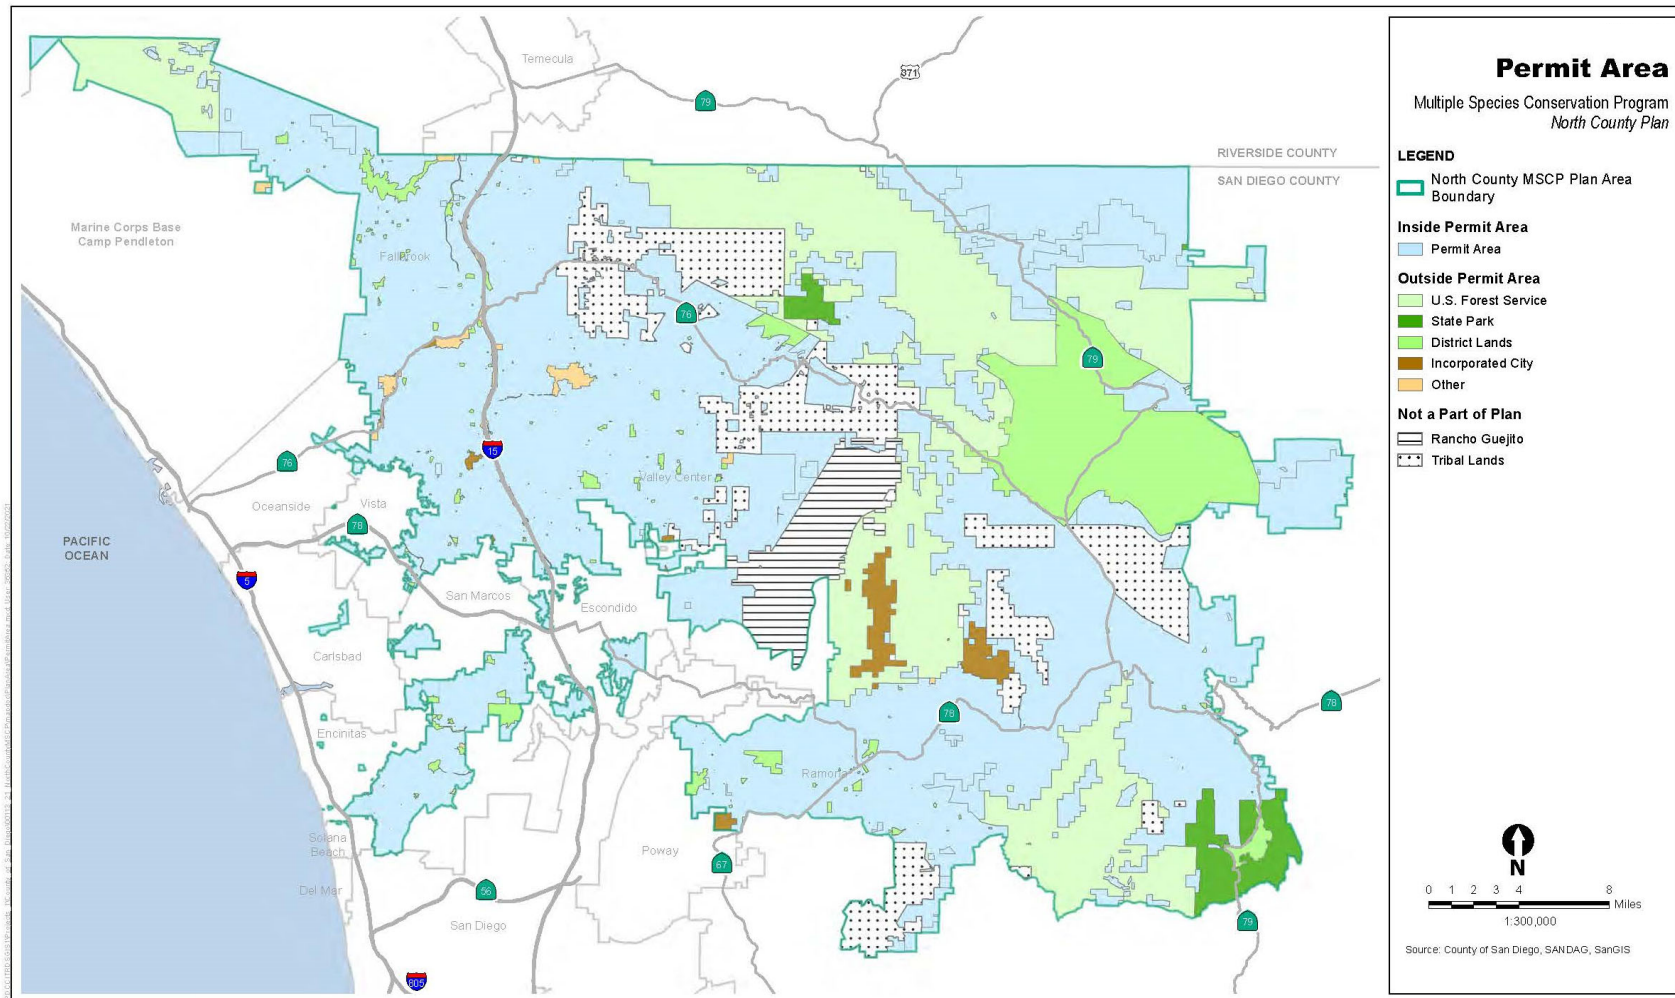 Permit Area
Multiple Species Conservation Program
North County Plan
LEGEND
North County MSCP Plan Area
Boundary
Inside Permit Area
Permit Area
Outside Permit Area
U.S. Forest Service
State Park
District Lands
Incorporated City
Other
Not a Part of Plan
Rancho Guejito
Tribal Lands
N
0 1 2 3 4 8
Miles
1:300,000
Source: County of San Diego, SANDAG, SanGIS
Temecula
371
79
RIVERSIDE COUNTY
SAN DIEGO COUNTY
Marine Corps Base
Camp Pendleton
Fallbrook
76
79
15
76
Valley Center
Oceanside
Vista
78
PACIFIC
OCEAN
5
San Marcos
Escondido
Carlsbad
78
78
Encinitas
Ramona
Solana
Beach
Poway
67
Del Mar
56
San Diego
79
805